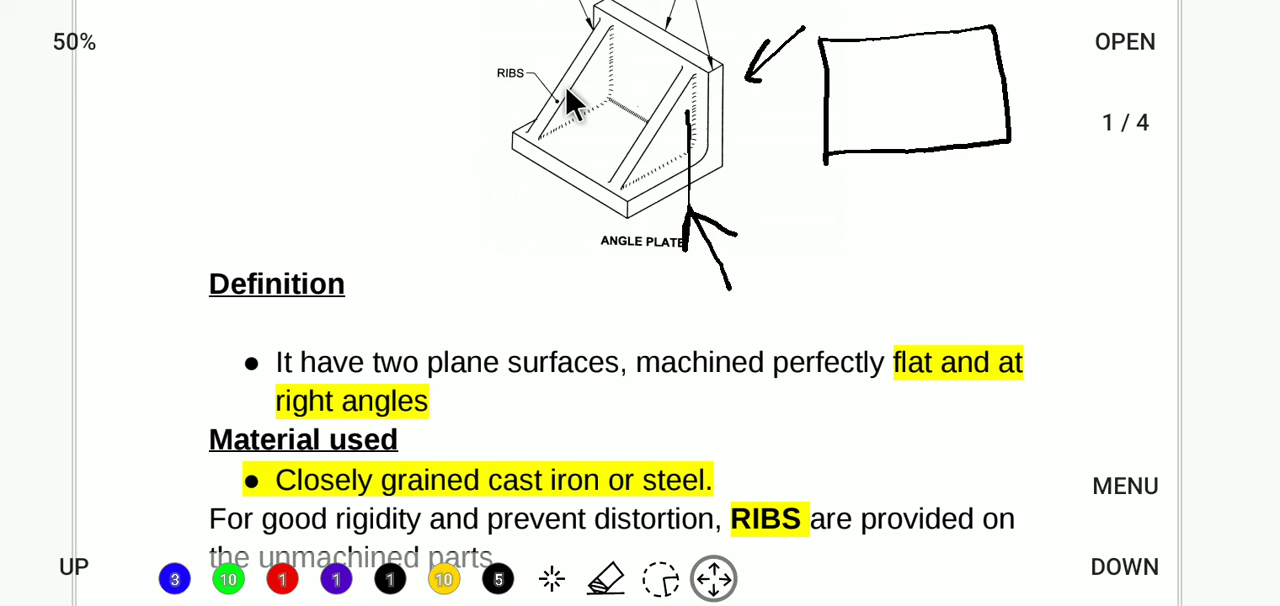 50%
OPEN
RIBS
1 / 4
ANGLE PLATE
Definition
● It have two plane surfaces, machined perfectly flat and at
right angles
Material used
● Closely grained cast iron or steel.
MENU
For good rigidity and prevent distortion, RIBS are provided on
the unmachined parts
UP
DOWN
3 10 1 1 1 10 5